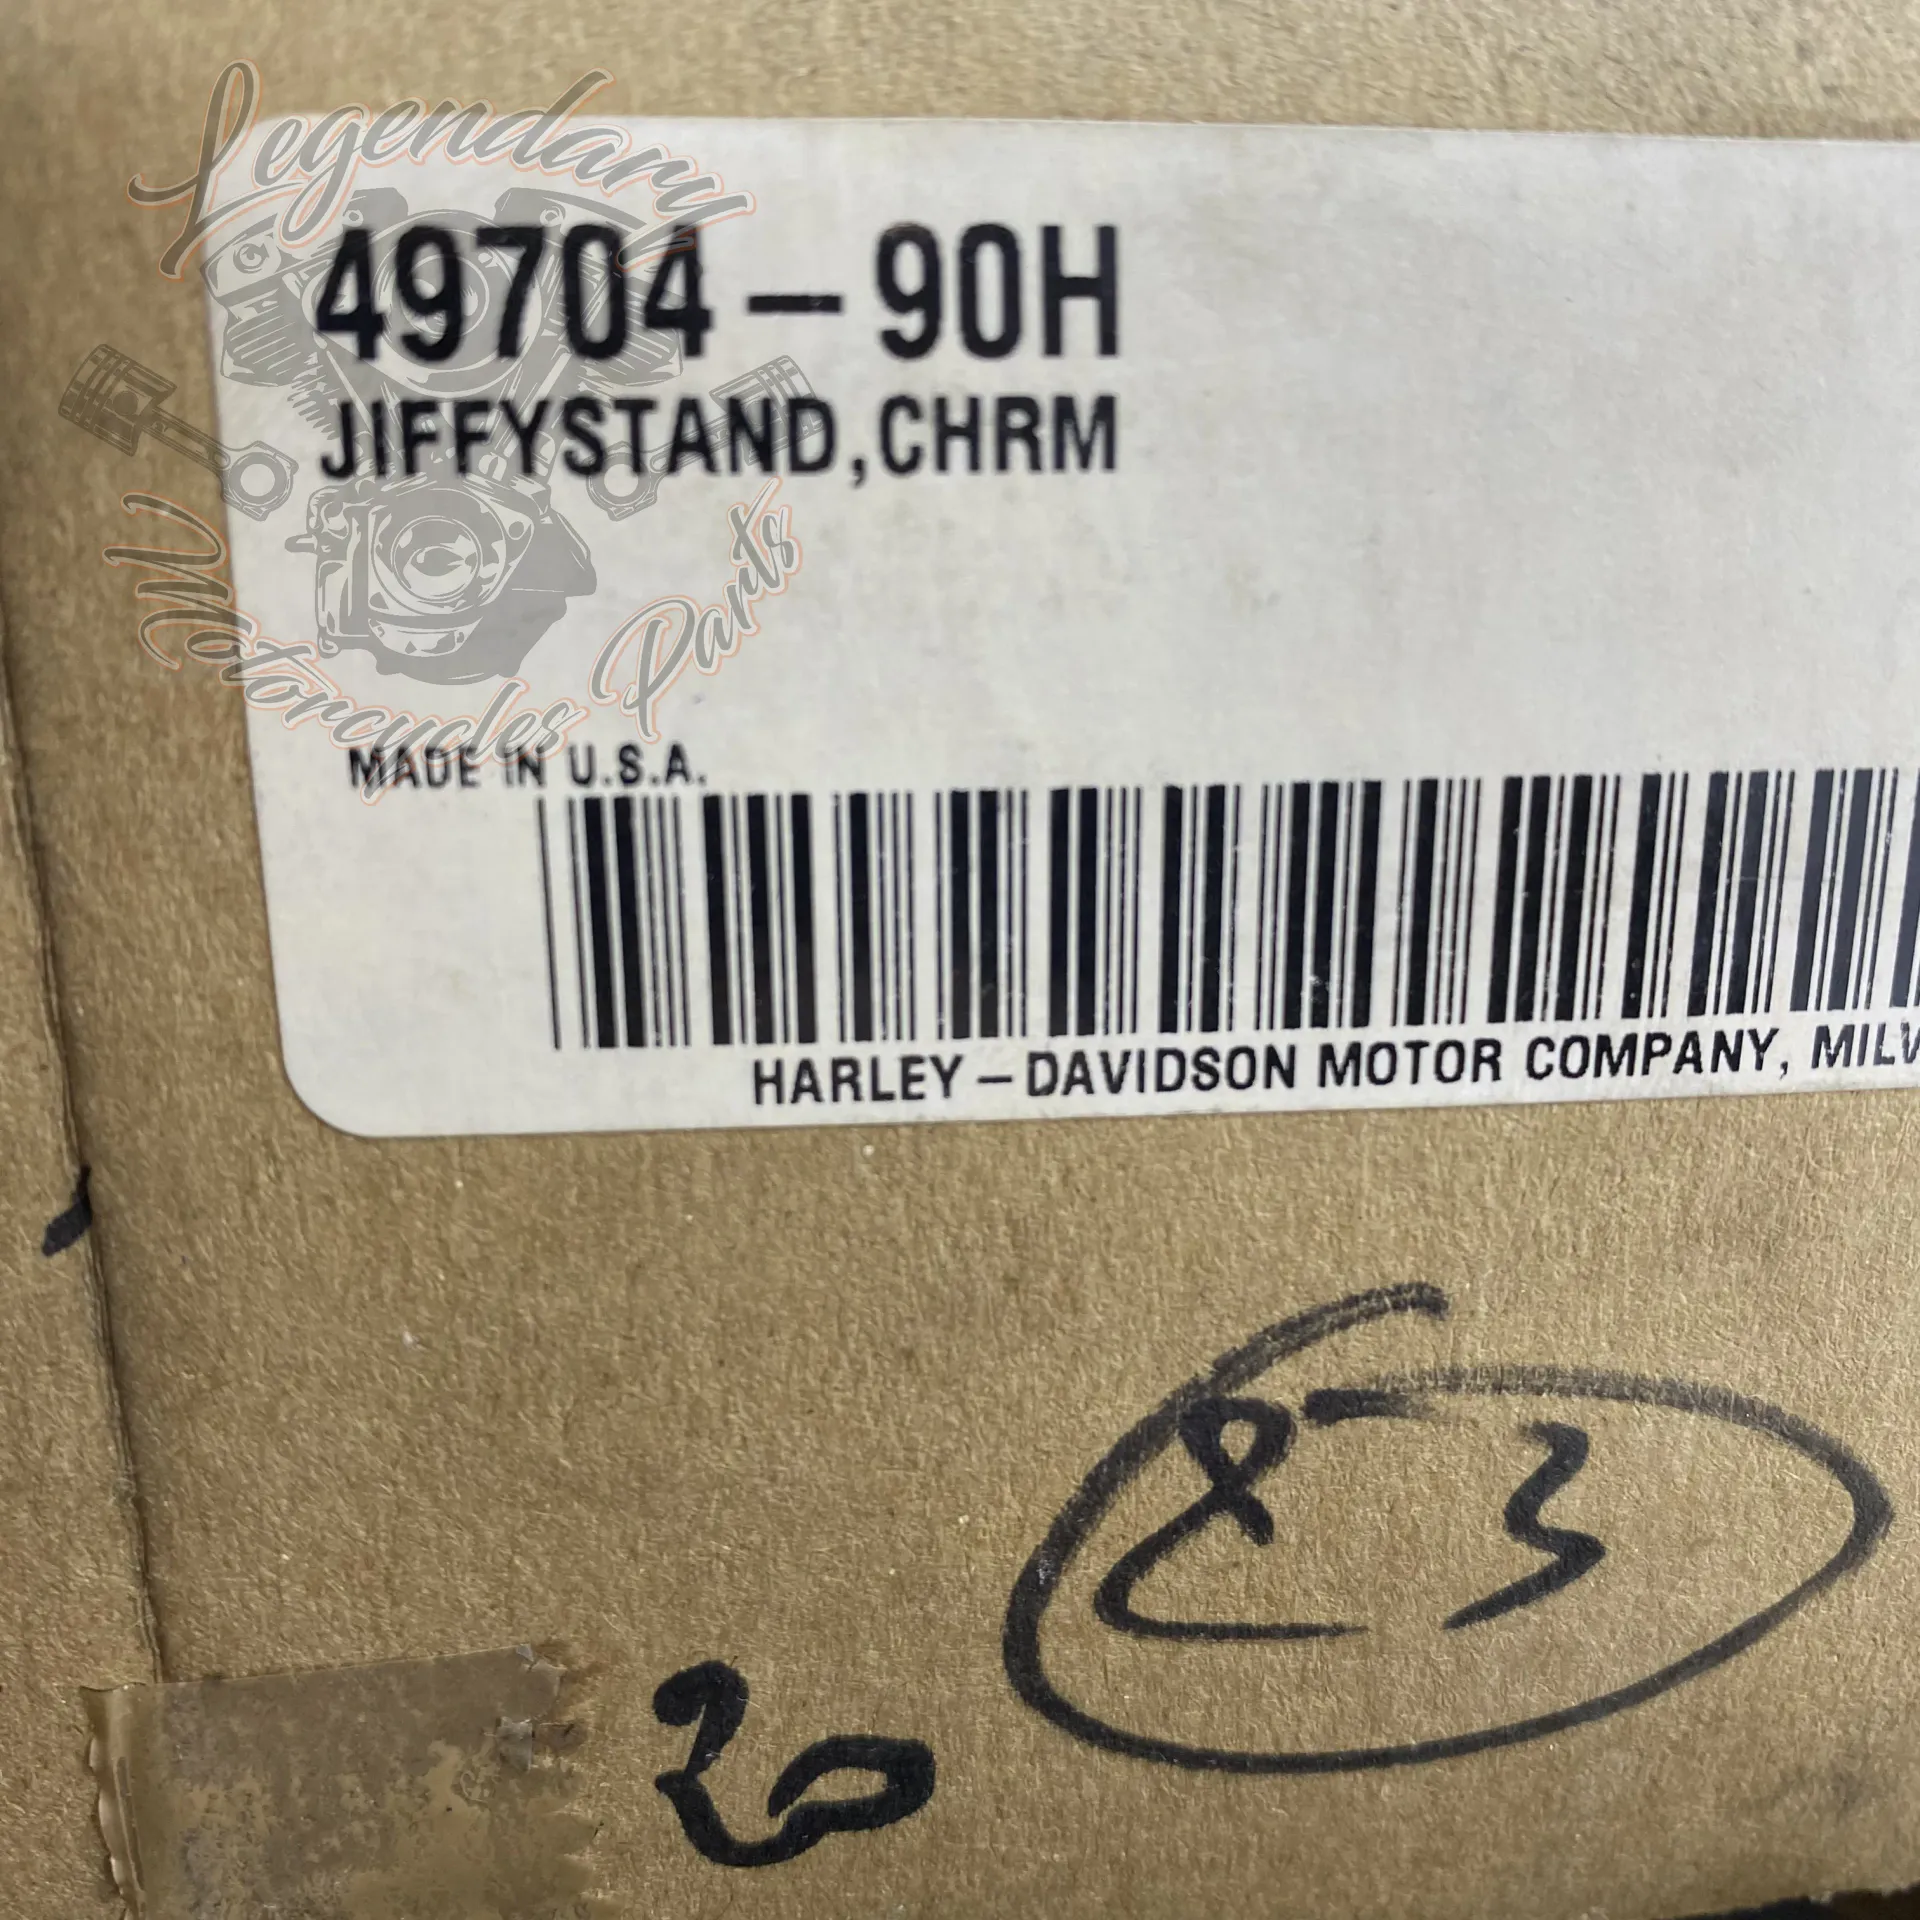 Legendary
49704-90H
JIFFYSTAND,CHRM
Motorcycles Parts
MADE IN U.S.A.
HARLEY-DAVIDSON MOTOR COMPANY, MILW
8-3
20